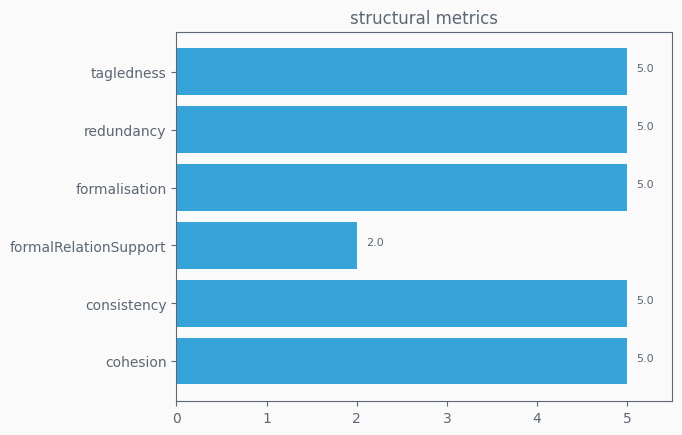 structural metrics
tagledness 5.0
redundancy 5.0
formalisation 5.0
formalRelationSupport 2.0
consistency 5.0
cohesion 5.0
0 1 2 3 4 5